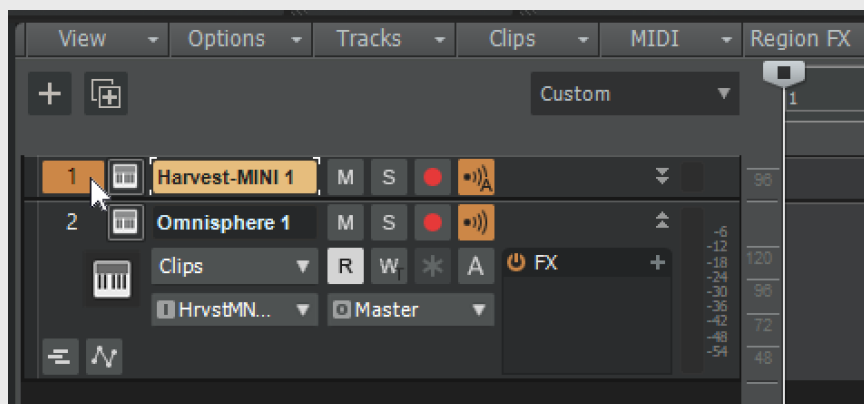 View Options Tracks Clips MIDI Region FX
Custom
1
1 Harvest-MINI 1 M S A
96
2 Omnisphere 1 M S
-6
-12
Clips R W T A FX
-18
120
-24
-30
96
HrvstMN... Master
-36
-42
72
-48
-54
48